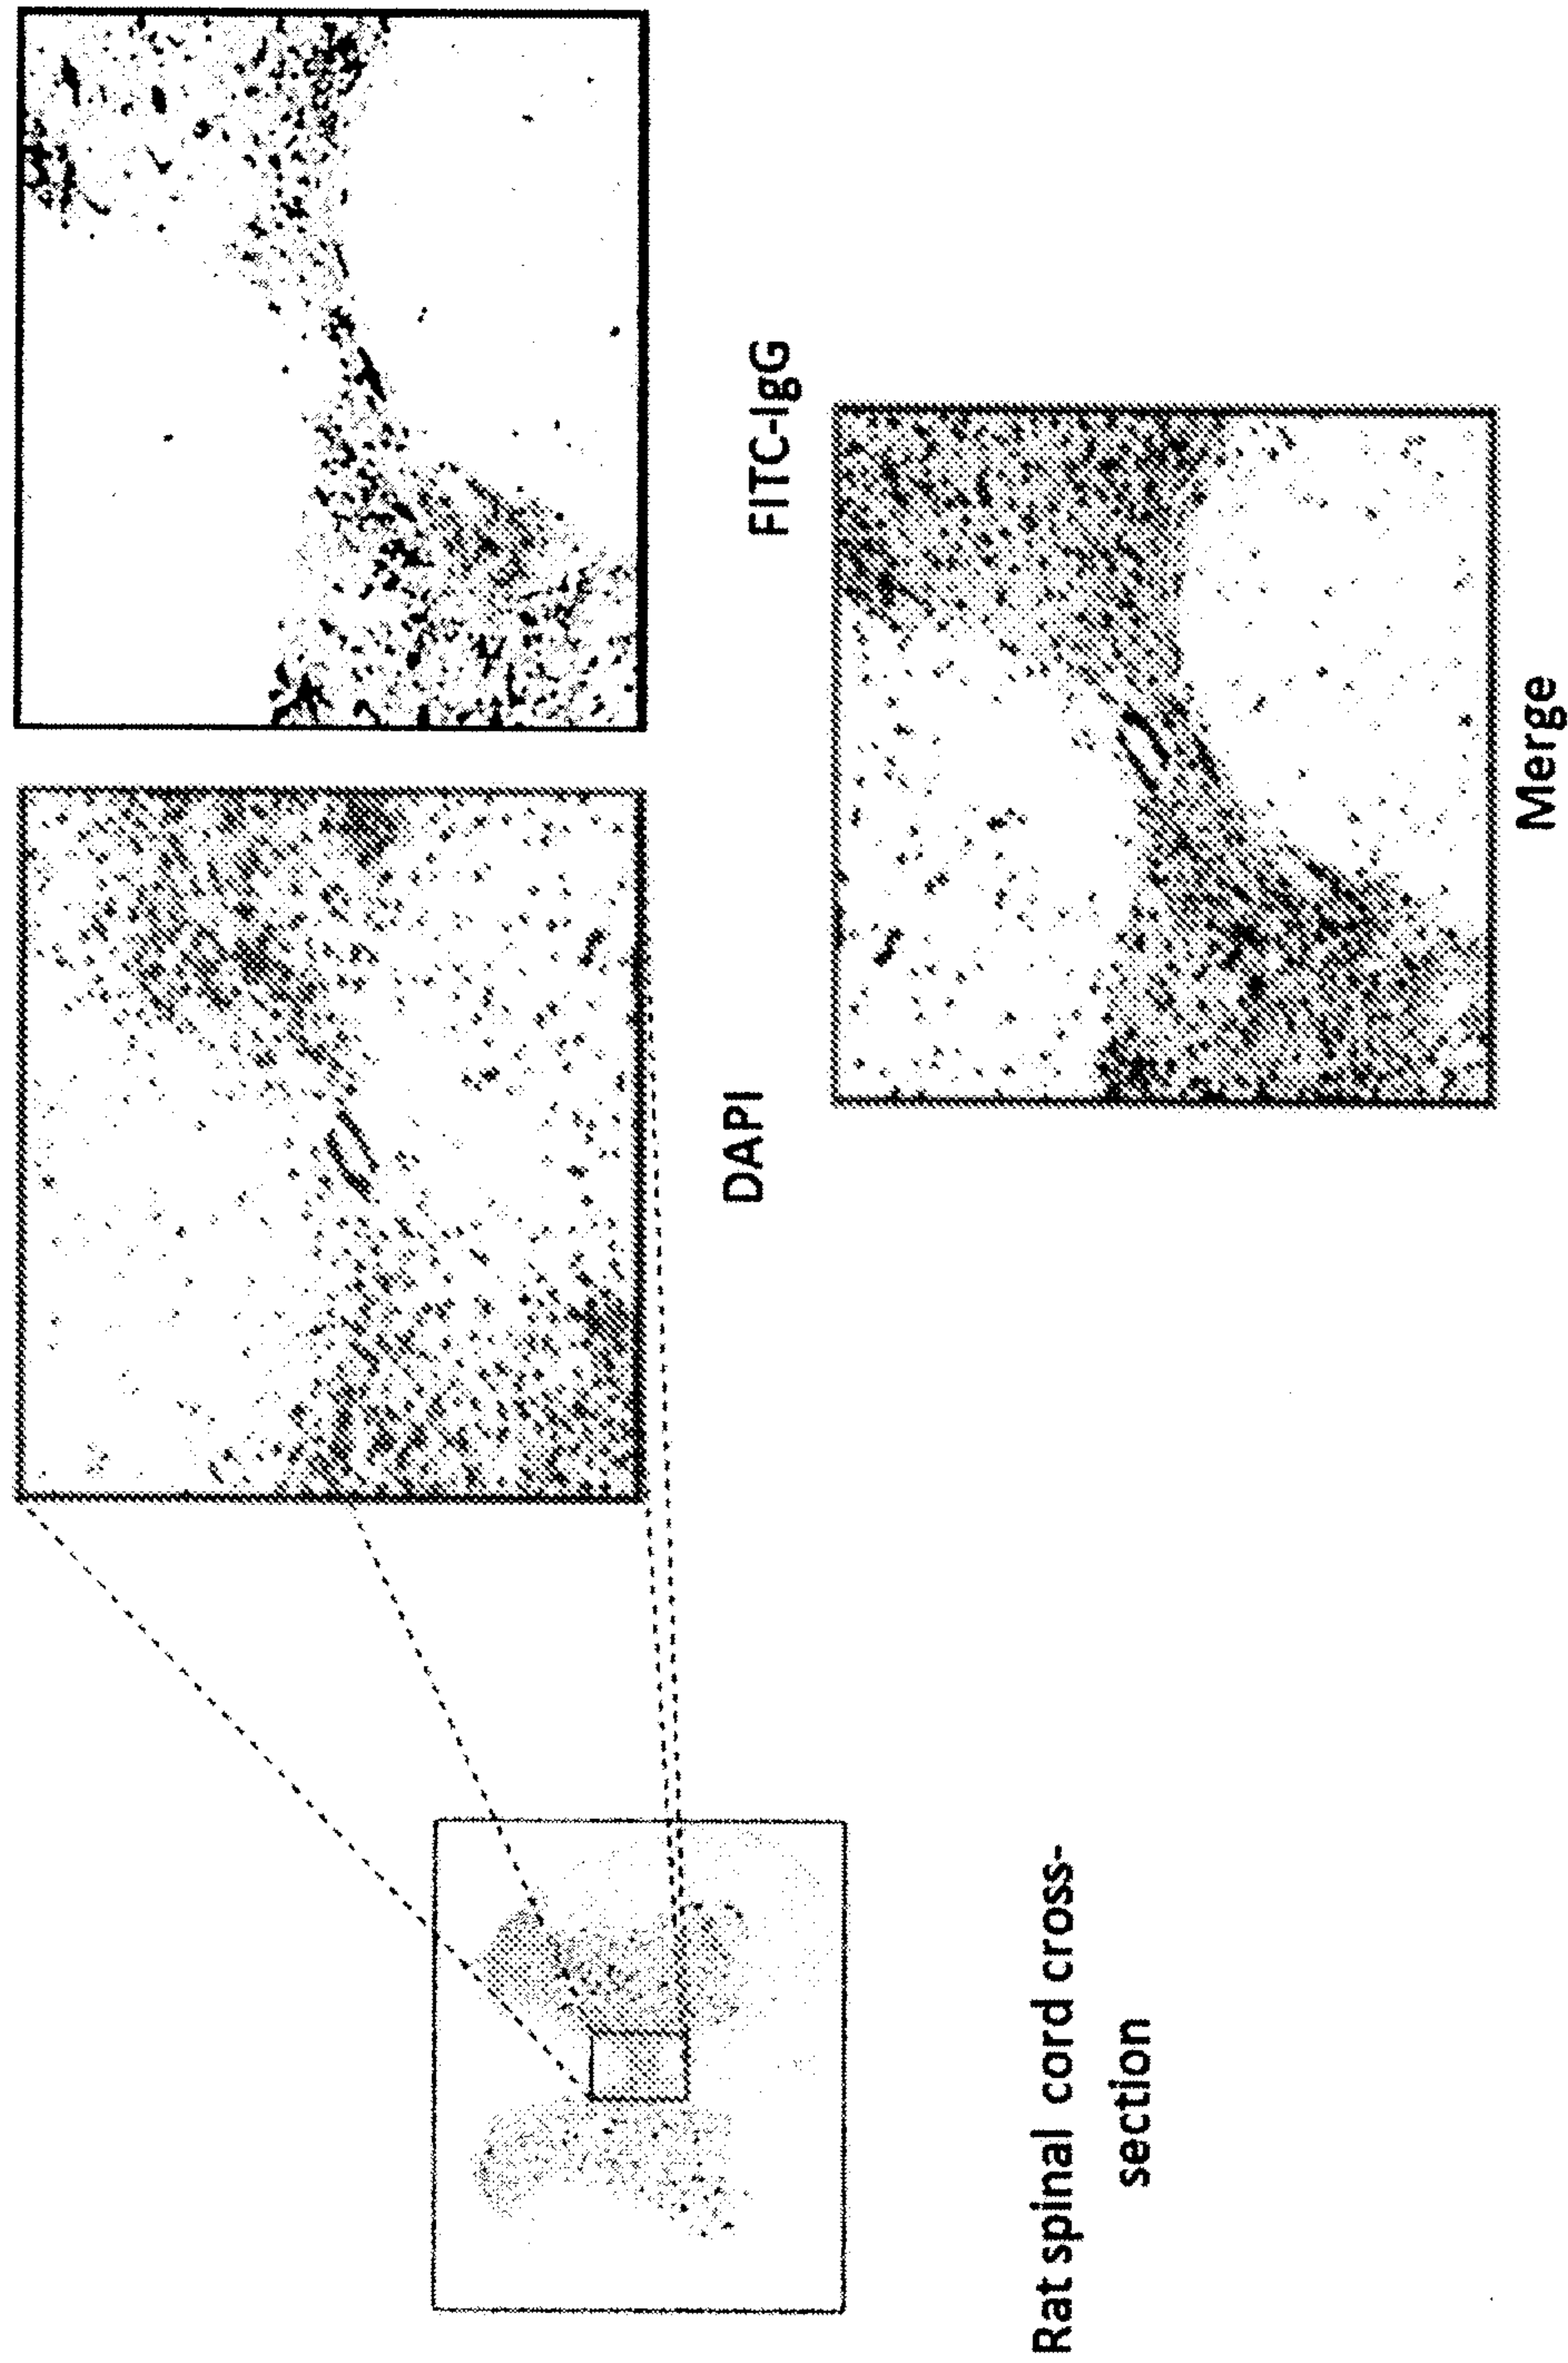 Rat spinal cord cross-
section
DAPI
FITC-IgG
Merge